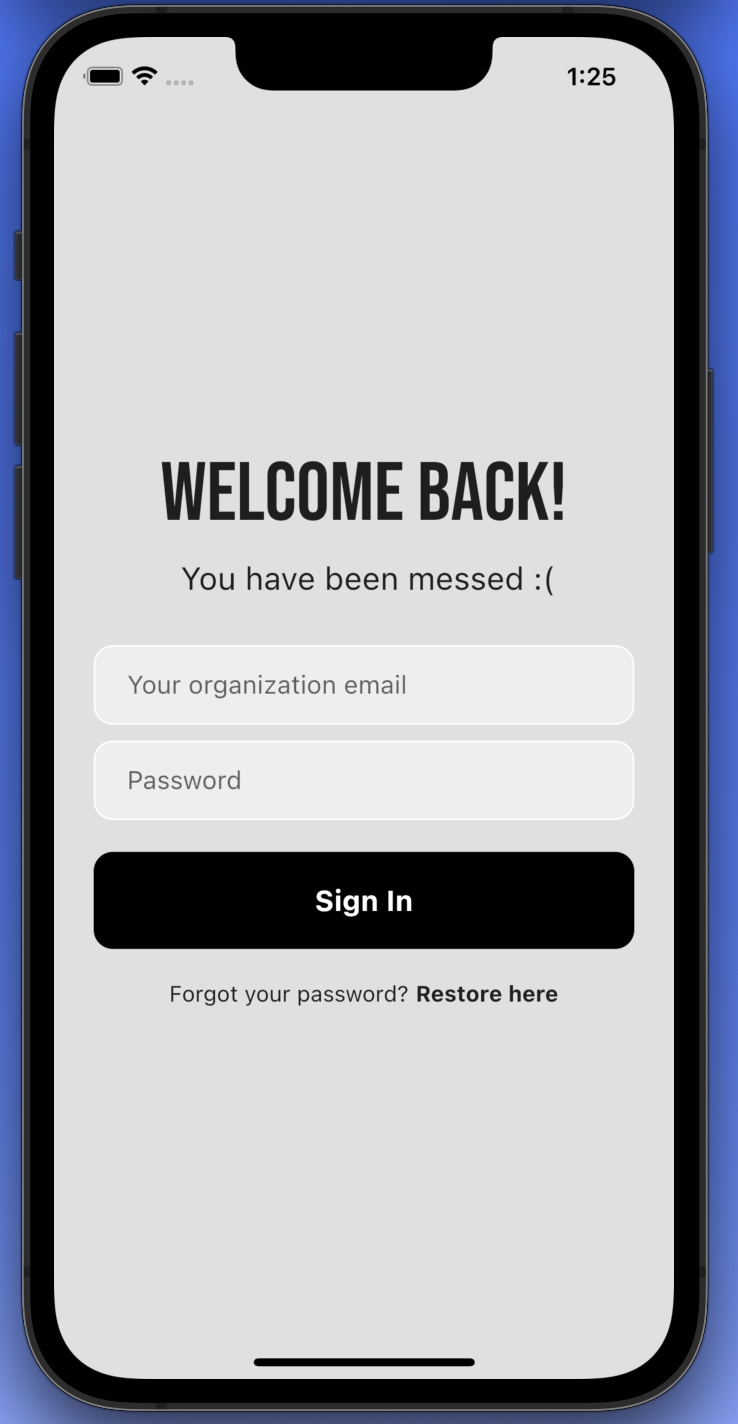 1:25
WELCOME BACK!
You have been messed :(
Your organization email
Password
Sign In
Forgot your password? Restore here